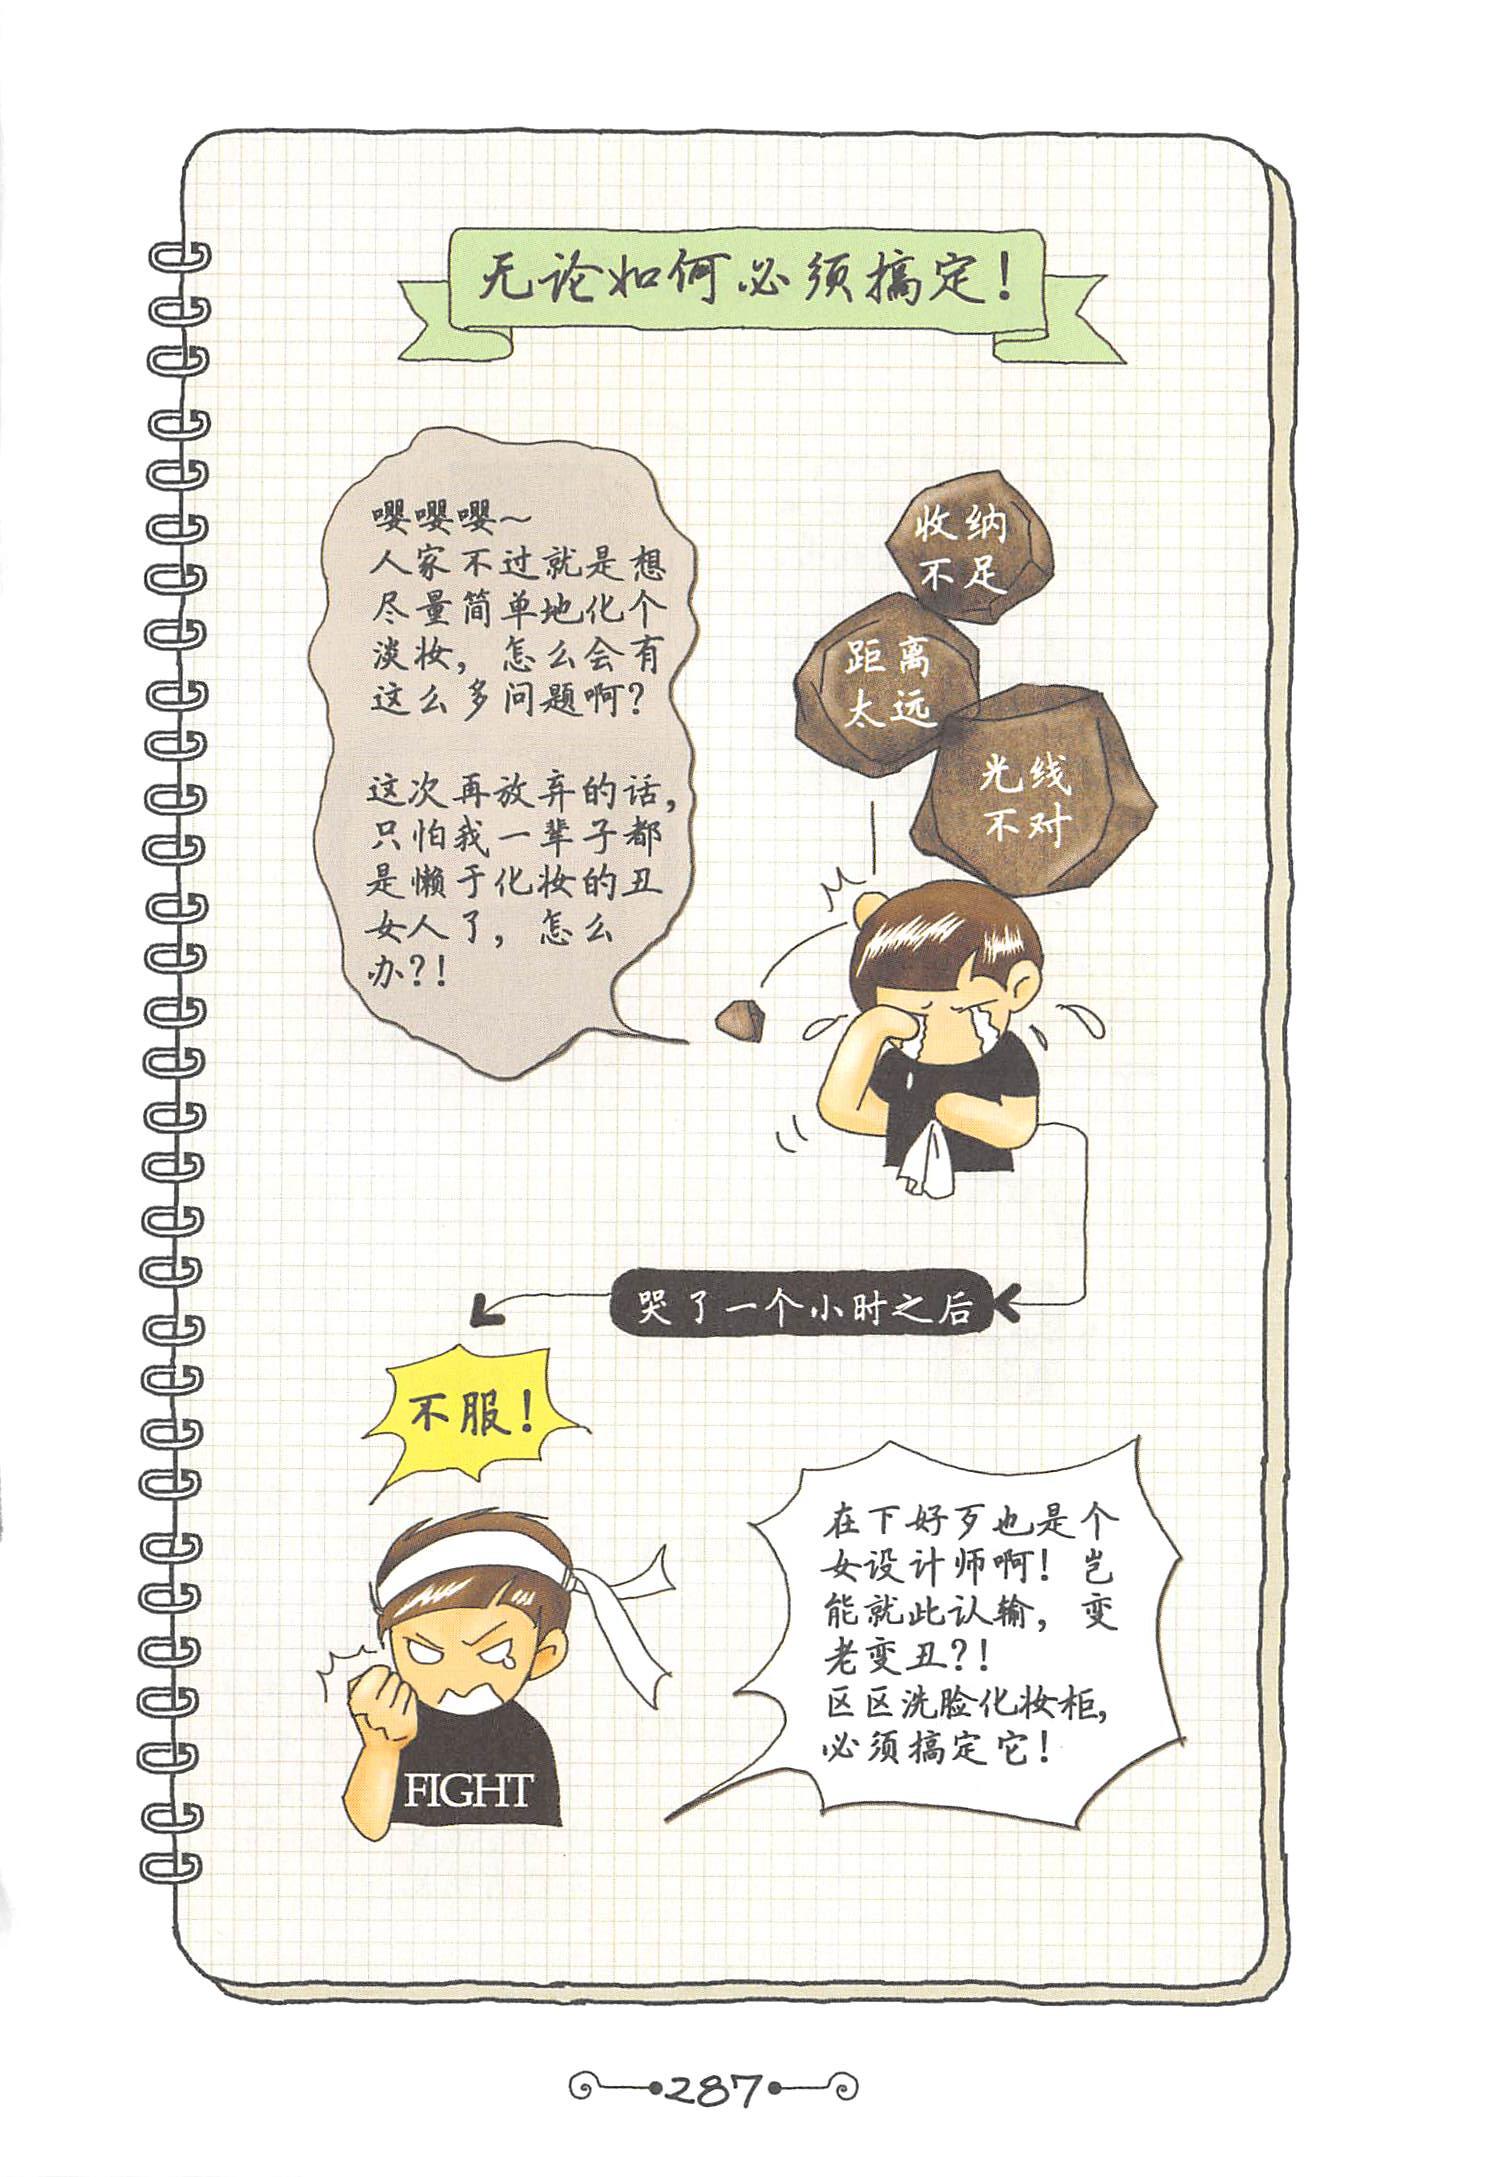 无论如何必须搞定！
嘤嘤嘤～
人家不过就是想
尽量简单地化个
淡妆，怎么会有
这么多问题啊？
这次再放弃的话，
只怕我一辈子都
是懒于化妆的丑
女人了，怎么
办？！
收纳
不足
距离
太远
光线
不对
哭了一个小时之后
不服！
FIGHT
在下好歹也是个
女设计师啊！岂
能就此认输，变
老变丑？！
区区洗脸化妆柜，
必须搞定它！
287